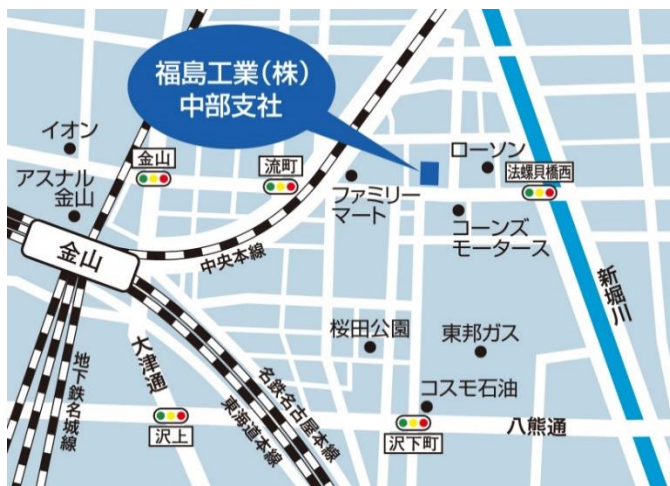 福島工業(株)
中部支社
イオン
金山
流町
ローソン
法螺貝橋西
アスナル
金山
ファミリー
マート
コーンズ
モータース
金山
中央本線
新堀川
桜田公園
東邦ガス
地下鉄名城線
大津通
名鉄名古屋本線
東海道本線
コスモ石油
沢上
沢下町
八熊通